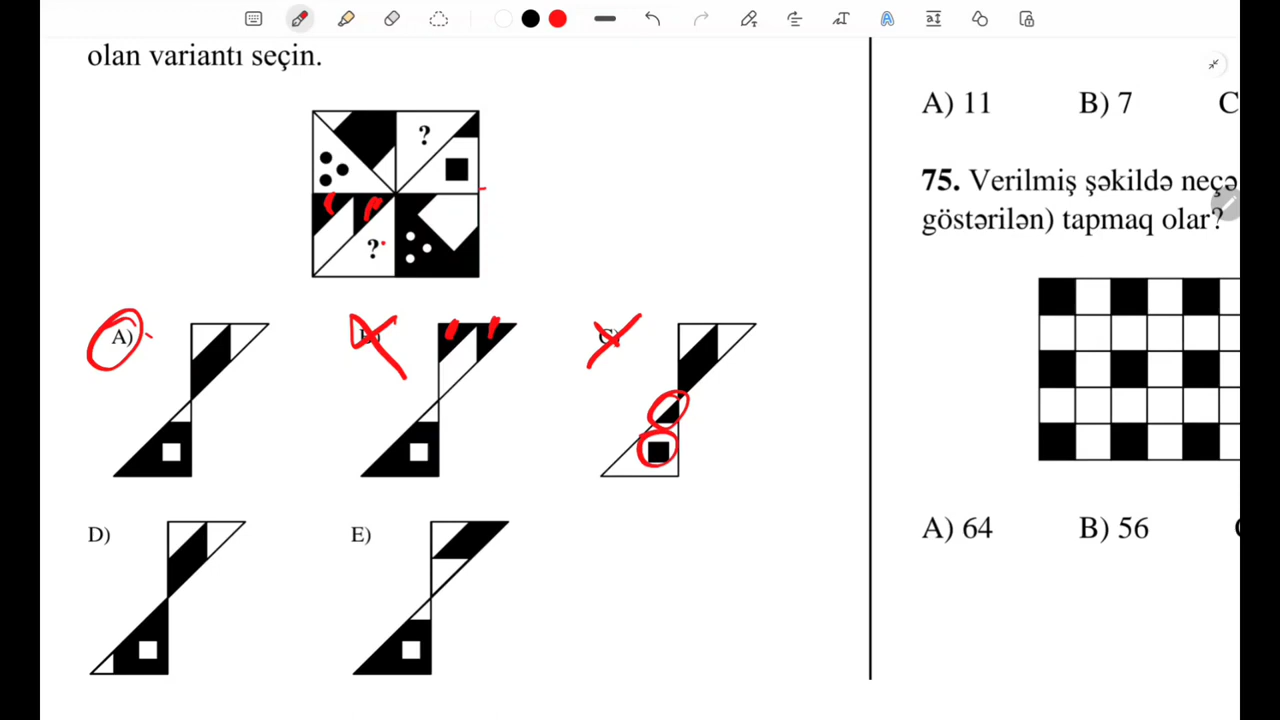 olan variantı seçin.
?
?
A)
B)
C)
D)
E)
A) 11 B) 7 C
75. Verilmiş şəkildə neçə
göstərilən) tapmaq olar?
A) 64 B) 56